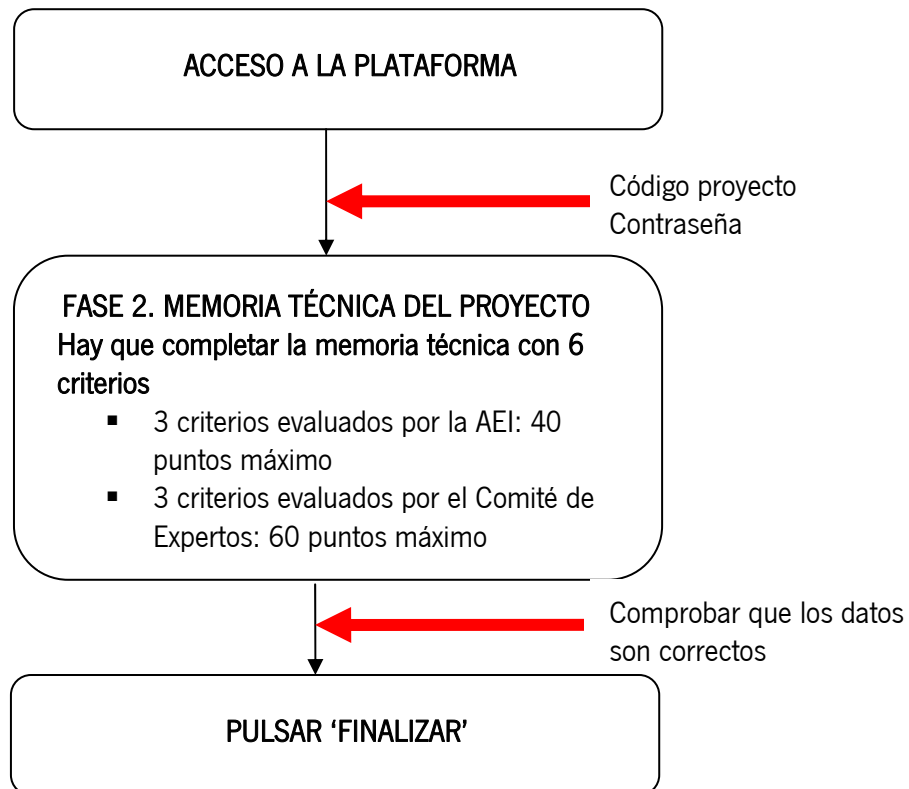 ACCESO A LA PLATAFORMA
Código proyecto
Contraseña
FASE 2. MEMORIA TÉCNICA DEL PROYECTO
Hay que completar la memoria técnica con 6
criterios
▪ 3 criterios evaluados por la AEI: 40
puntos máximo
▪ 3 criterios evaluados por el Comité de
Expertos: 60 puntos máximo
Comprobar que los datos
son correctos
PULSAR ‘FINALIZAR’